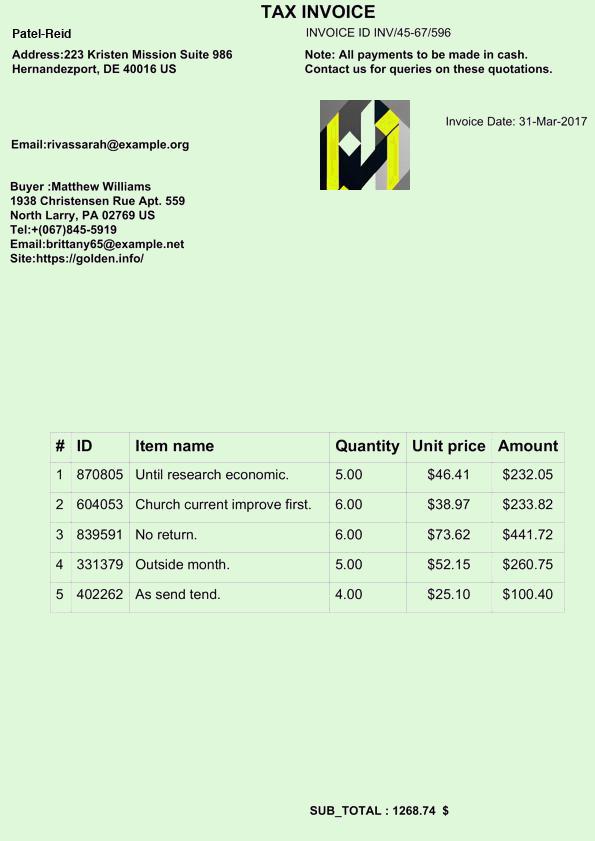 TAX INVOICE
Patel-Reid
INVOICE ID INV/45-67/596
Address:223 Kristen Mission Suite 986
Hernandezport, DE 40016 US
Note: All payments to be made in cash.
Contact us for queries on these quotations.
Invoice Date: 31-Mar-2017
Email:rivassarah@example.org
Buyer :Matthew Williams
1938 Christensen Rue Apt. 559
North Larry, PA 02769 US
Tel:+(067)845-5919
Email:brittany65@example.net
Site:https://golden.info/
# ID Item name Quantity Unit price Amount
1 870805 Until research economic. 5.00 $46.41 $232.05
2 604053 Church current improve first. 6.00 $38.97 $233.82
3 839591 No return. 6.00 $73.62 $441.72
4 331379 Outside month. 5.00 $52.15 $260.75
5 402262 As send tend. 4.00 $25.10 $100.40
SUB_TOTAL : 1268.74 $